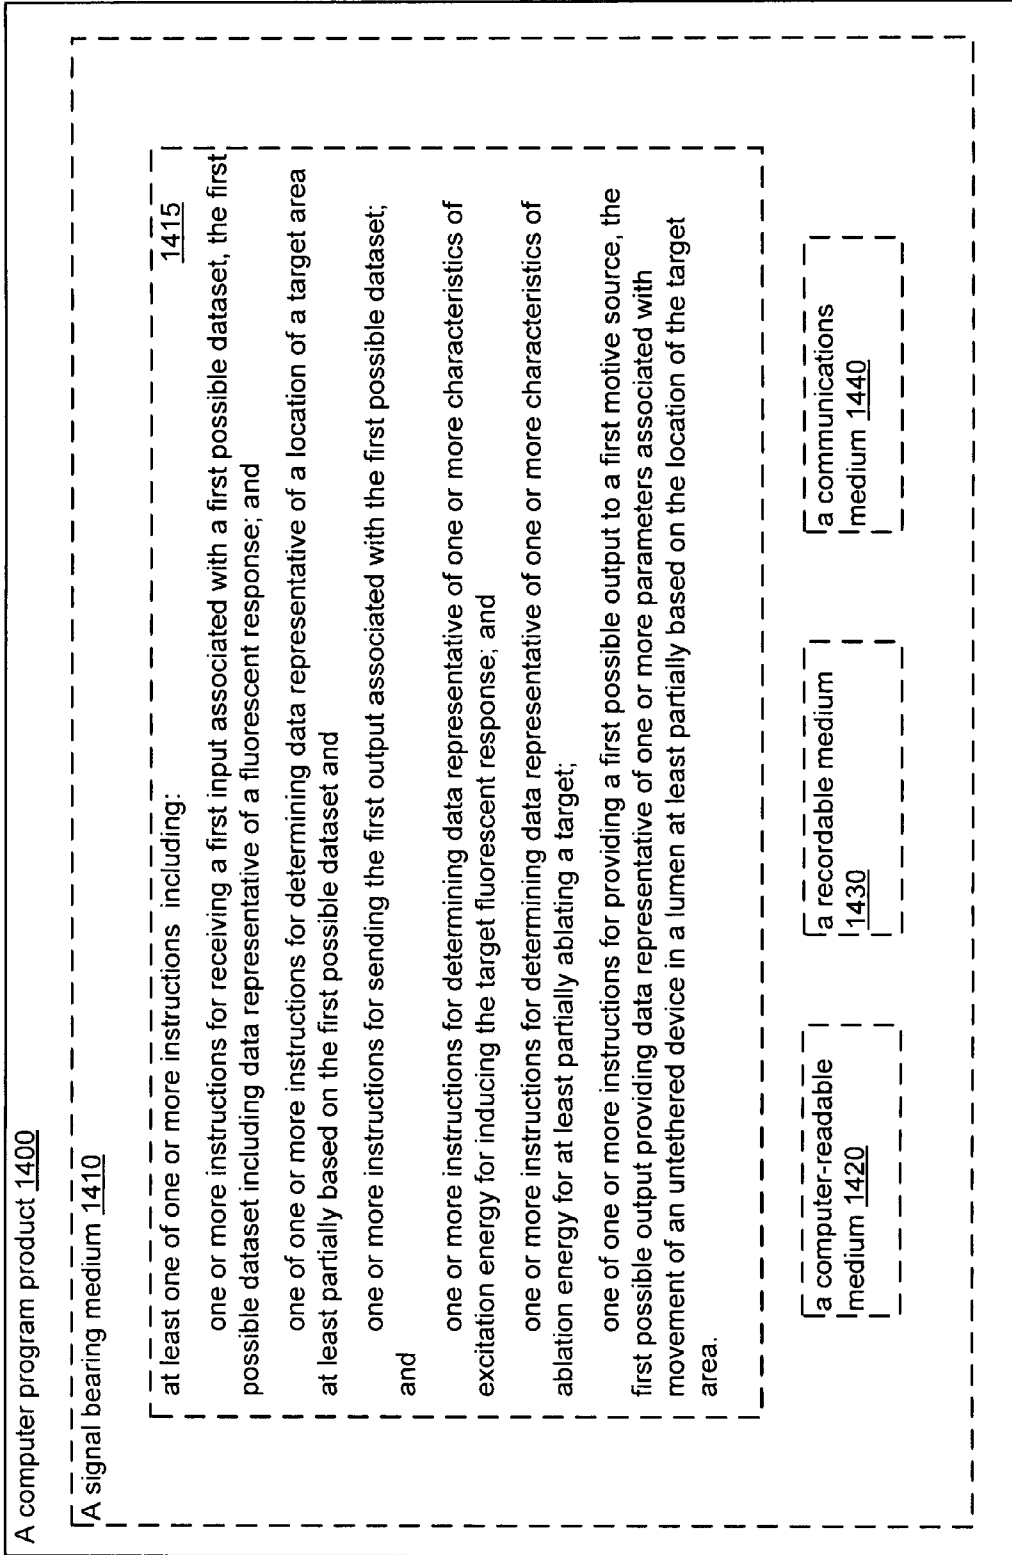 A computer program product 1400
A signal bearing medium 1410
at least one of one or more instructions including: 1415
one or more instructions for receiving a first input associated with a first possible dataset, the first
possible dataset including data representative of a fluorescent response; and
one of one or more instructions for determining data representative of a location of a target area
at least partially based on the first possible dataset and
one or more instructions for sending the first output associated with the first possible dataset;
and
one or more instructions for determining data representative of one or more characteristics of
excitation energy for inducing the target fluorescent response; and
one or more instructions for determining data representative of one or more characteristics of
ablation energy for at least partially ablating a target;
one of one or more instructions for providing a first possible output to a first motive source, the
first possible output providing data representative of one or more parameters associated with
movement of an untethered device in a lumen at least partially based on the location of the target
area.
a computer-readable
medium 1420
a recordable medium
1430
a communications
medium 1440